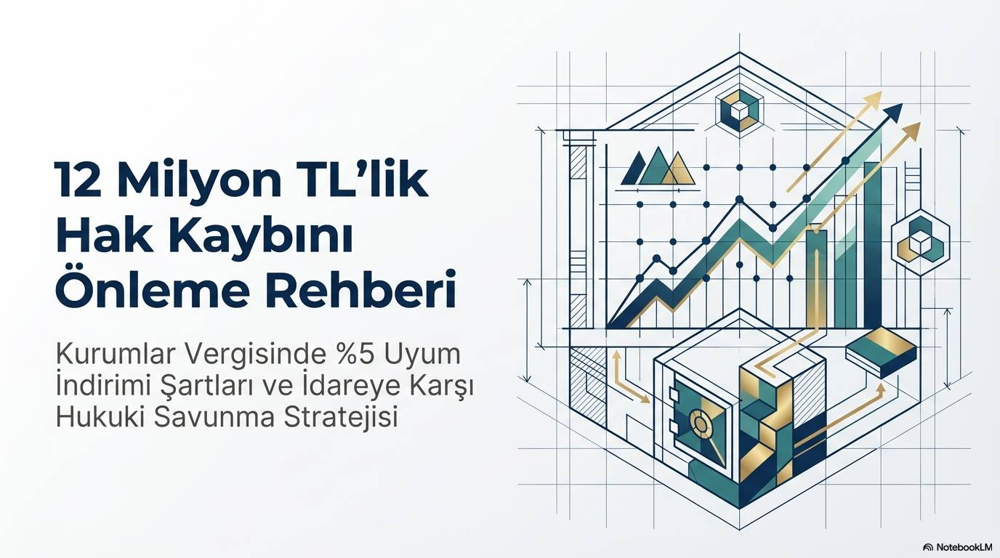 12 Milyon TL’lik
Hak Kaybını
Önleme Rehberi
Kurumlar Vergisinde %5 Uyum
İndirimi Şartları ve İdareye Karşı
Hukuki Savunma Stratejisi
NotebookLM